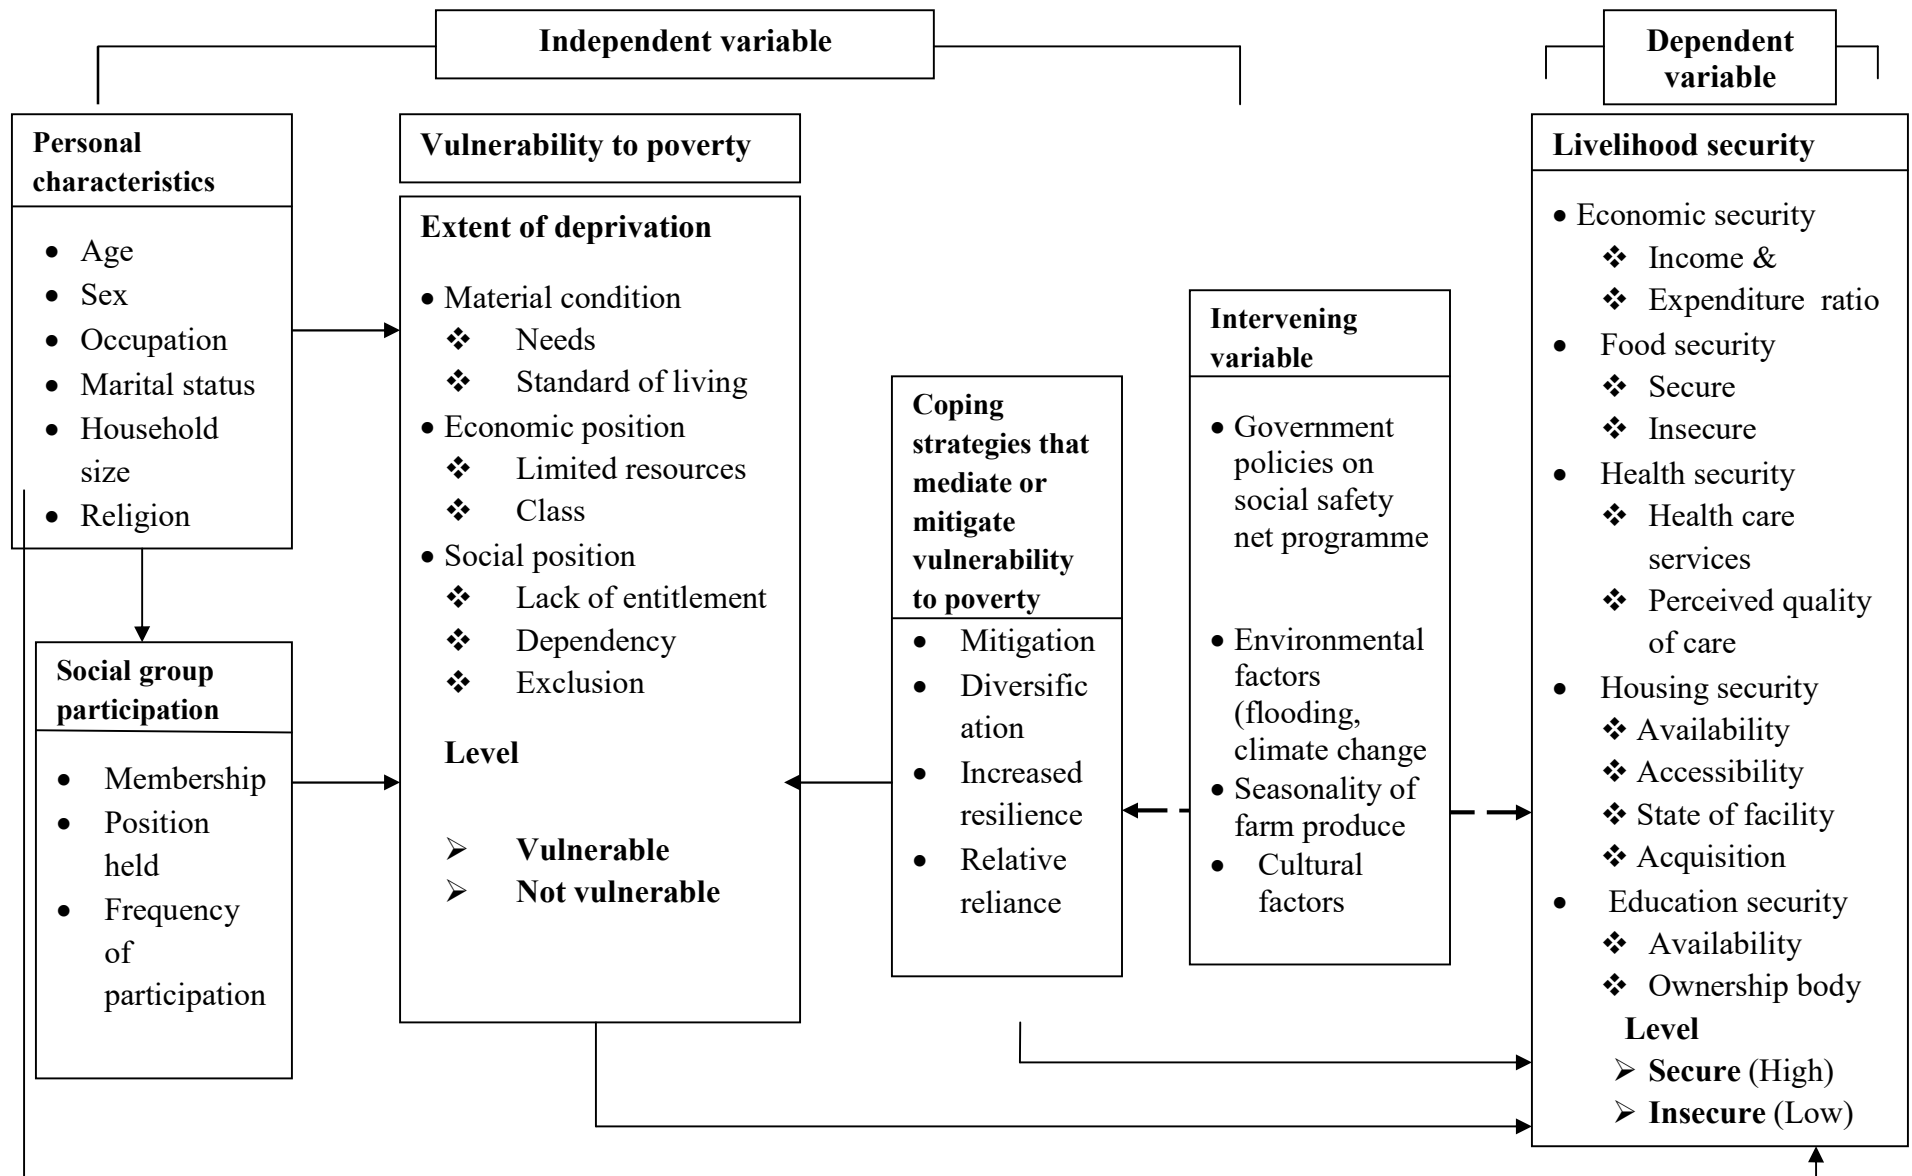 Independent variable
Dependent
variable
Personal
characteristics
• Age
• Sex
• Occupation
• Marital status
• Household
size
• Religion
Social group
participation
• Membership
• Position
held
• Frequency
of
participation
Vulnerability to poverty
Extent of deprivation
• Material condition
❖ Needs
❖ Standard of living
• Economic position
❖ Limited resources
❖ Class
• Social position
❖ Lack of entitlement
❖ Dependency
❖ Exclusion
Level
➢ Vulnerable
➢ Not vulnerable
Coping
strategies that
mediate or
mitigate
vulnerability
to poverty
• Mitigation
• Diversific
ation
• Increased
resilience
• Relative
reliance
Intervening
variable
• Government
policies on
social safety
net programme
• Environmental
factors
(flooding,
climate change
• Seasonality of
farm produce
• Cultural
factors
Livelihood security
• Economic security
❖ Income &
❖ Expenditure ratio
• Food security
❖ Secure
❖ Insecure
• Health security
❖ Health care
services
❖ Perceived quality
of care
• Housing security
❖ Availability
❖ Accessibility
❖ State of facility
❖ Acquisition
• Education security
❖ Availability
❖ Ownership body
Level
➢ Secure (High)
➢ Insecure (Low)